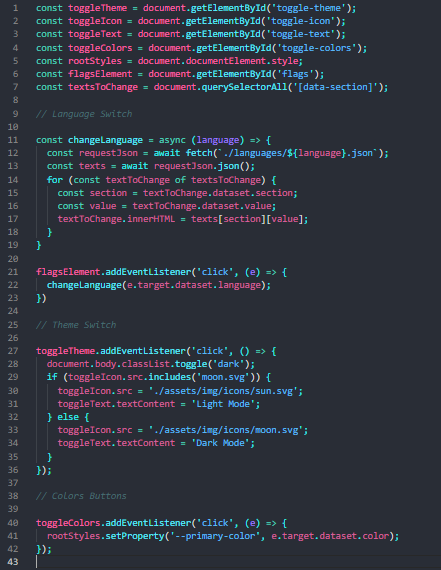 1 const toggleTheme = document.getElementById('toggle-theme');
2 const toggleIcon = document.getElementById('toggle-icon');
3 const toggleText = document.getElementById('toggle-text');
4 const toggleColors = document.getElementById('toggle-colors');
5 const rootStyles = document.documentElement.style;
6 const flagsElement = document.getElementById('flags');
7 const textsToChange = document.querySelectorAll('[data-section]');
8
9 // Language Switch
10
11 const changeLanguage = async (language) => {
12   const requestJson = await fetch(`./languages/${language}.json`);
13   const texts = await requestJson.json();
14   for (const textToChange of textsToChange) {
15     const section = textToChange.dataset.section;
16     const value = textToChange.dataset.value;
17     textToChange.innerHTML = texts[section][value];
18   }
19 }
20
21 flagsElement.addEventListener('click', (e) => {
22   changeLanguage(e.target.dataset.language);
23 })
24
25 // Theme Switch
26
27 toggleTheme.addEventListener('click', () => {
28   document.body.classList.toggle('dark');
29   if (toggleIcon.src.includes('moon.svg')) {
30     toggleIcon.src = './assets/img/icons/sun.svg';
31     toggleText.textContent = 'Light Mode';
32   } else {
33     toggleIcon.src = './assets/img/icons/moon.svg';
34     toggleText.textContent = 'Dark Mode';
35   }
36 });
37
38 // Colors Buttons
39
40 toggleColors.addEventListener('click', (e) => {
41   rootStyles.setProperty('--primary-color', e.target.dataset.color);
42 });
43